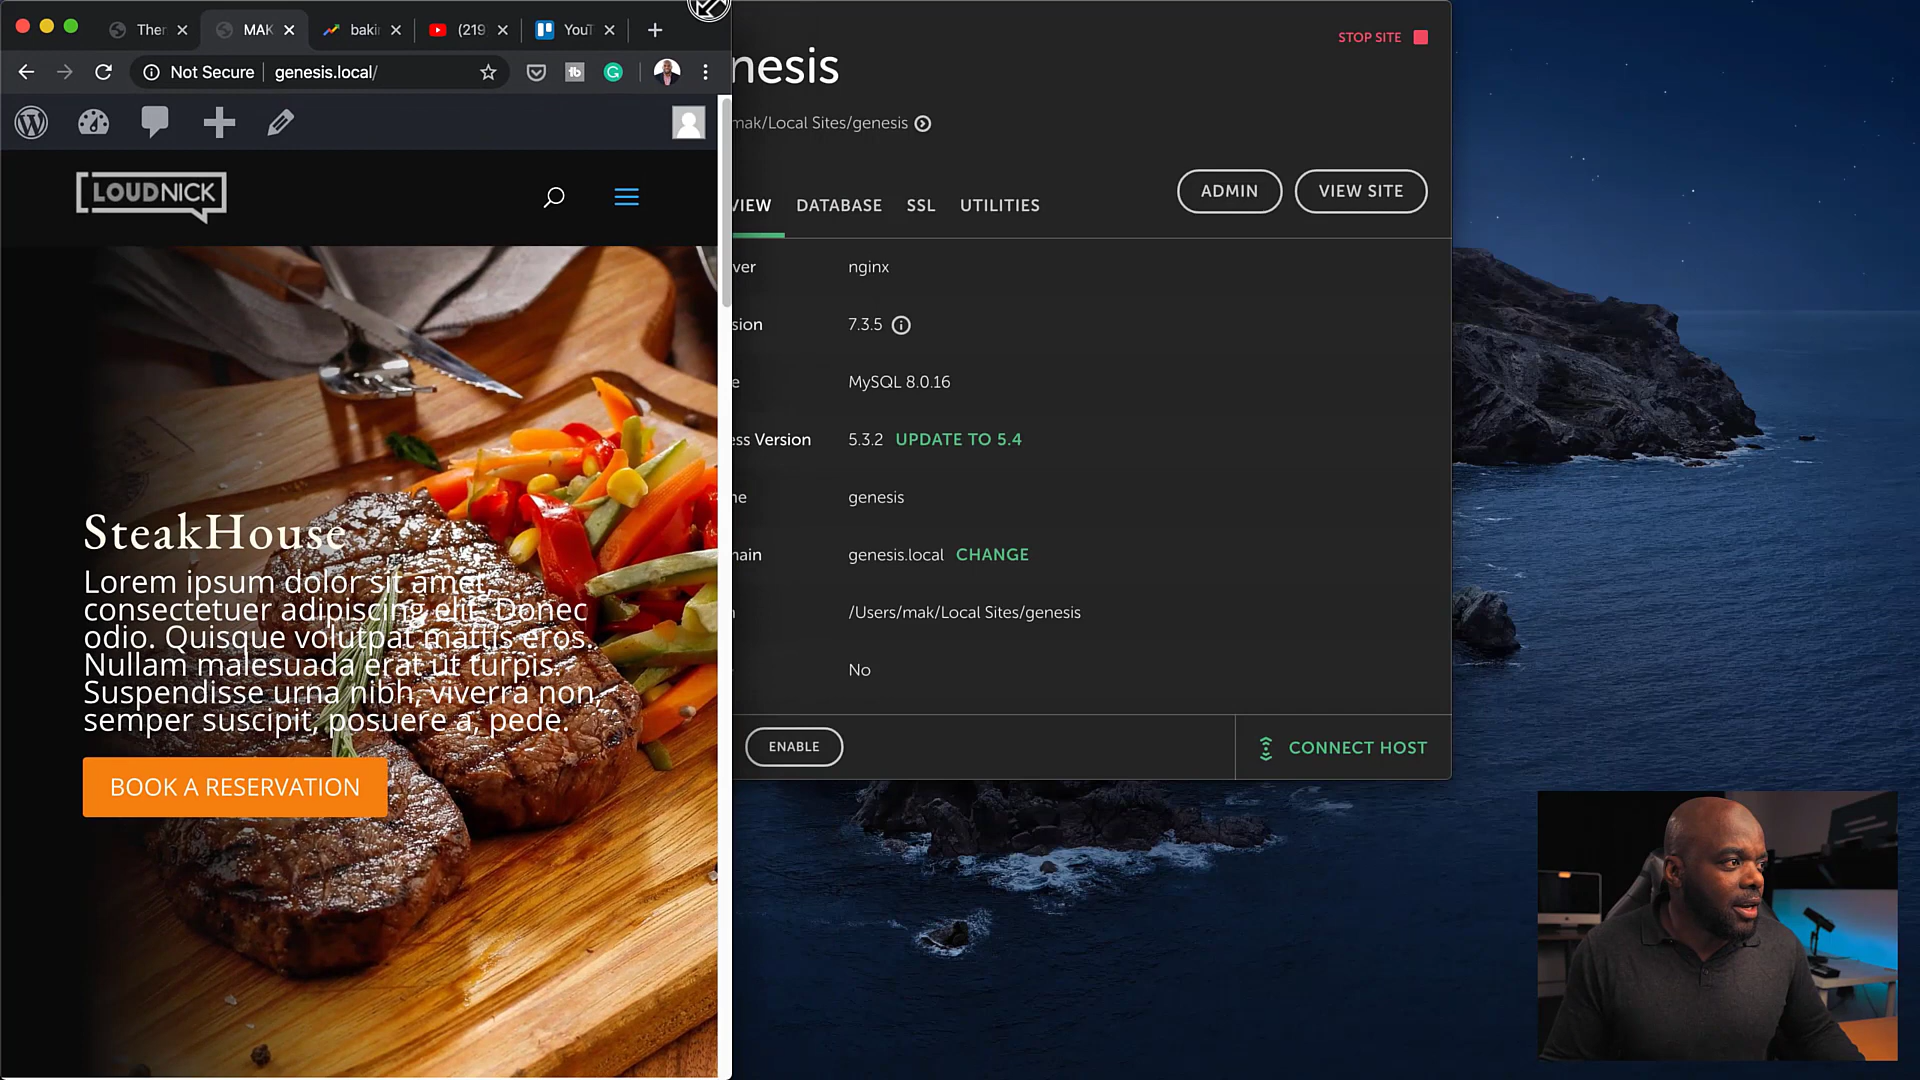 Ther
MAK
bakin
(219
YouT
Not Secure
genesis.local/
LOUDNICK
SteakHouse
Lorem ipsum dolor sit amet,
consectetuer adipiscing elit. Donec
odio. Quisque volutpat mattis eros.
Nullam malesuada erat ut turpis.
Suspendisse urna nibh, viverra non,
semper suscipit, posuere a, pede.
BOOK A RESERVATION
nesis
STOP SITE
mak/Local Sites/genesis
ADMIN
VIEW SITE
VIEW
DATABASE
SSL
UTILITIES
ver
nginx
sion
7.3.5
e
MySQL 8.0.16
ess Version
5.3.2
UPDATE TO 5.4
me
genesis
main
genesis.local
CHANGE
/Users/mak/Local Sites/genesis
No
ENABLE
CONNECT HOST